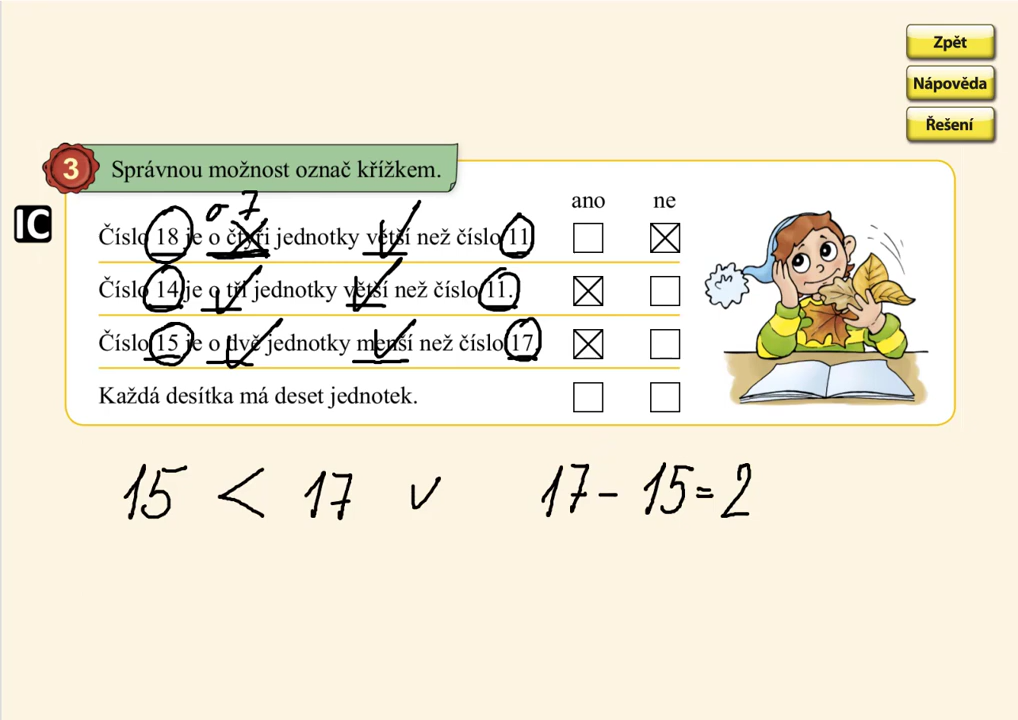 Zpět
Nápověda
Řešení
3 Správnou možnost označ křížkem.
ano ne
o 7
IC
Číslo 18 je o čtyři jednotky větší než číslo 11.
Číslo 14 je o tři jednotky větší než číslo 11.
Číslo 15 je o dvě jednotky menší než číslo 17.
Každá desítka má deset jednotek.
15 < 17 ✓ 17 - 15 = 2